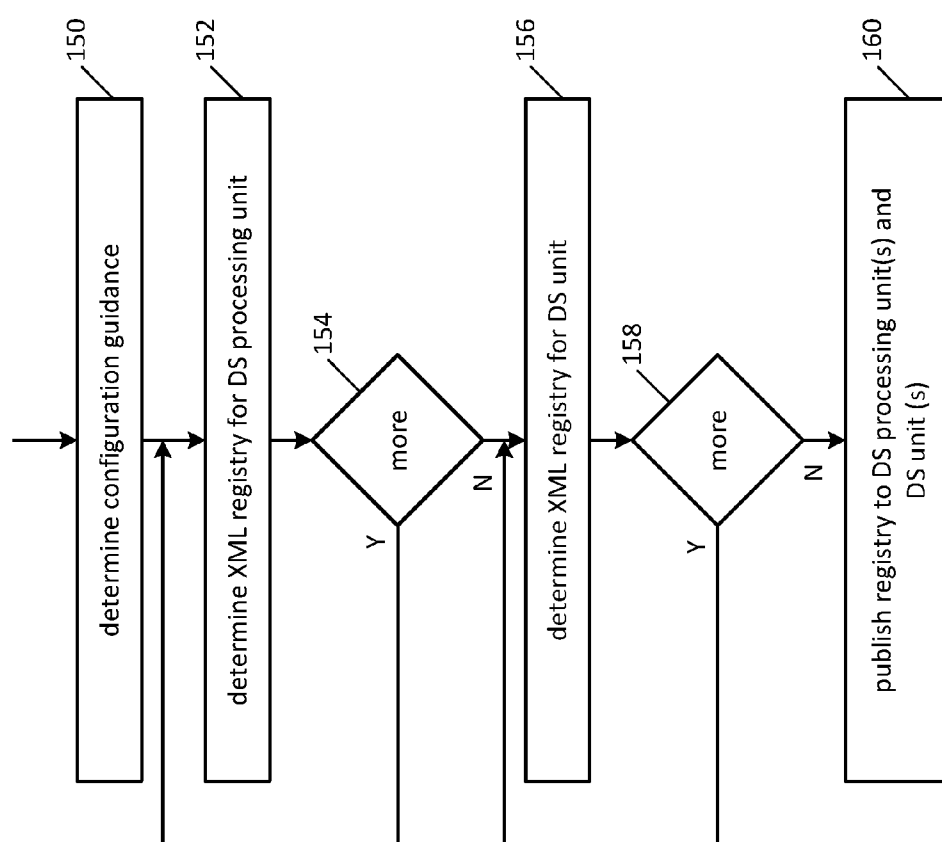 150
determine configuration guidance
152
determine XML registry for DS processing unit
154
more
Y
N
156
determine XML registry for DS unit
158
more
Y
N
160
publish registry to DS processing unit(s) and
DS unit (s)